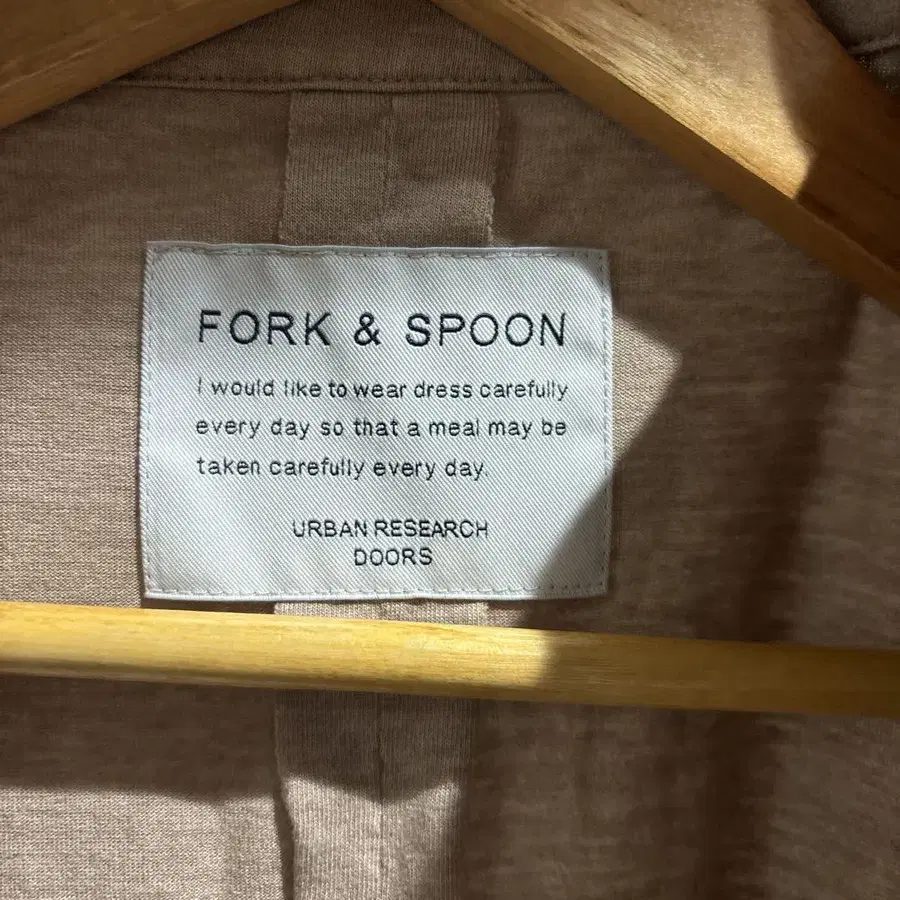 FORK & SPOON
I would like to wear dress carefully
every day so that a meal may be
taken carefully every day.
URBAN RESEARCH
DOORS